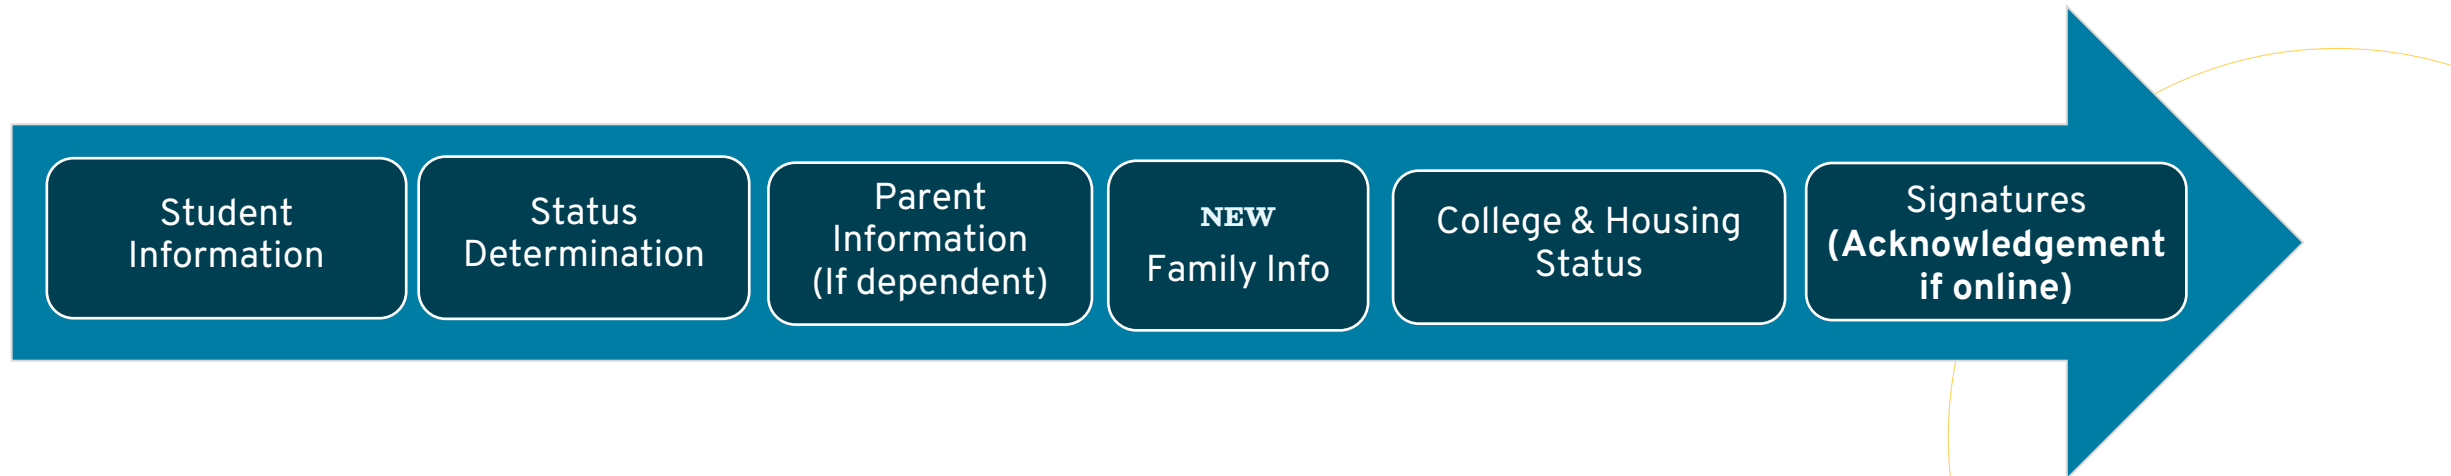 Student
Information
Status
Determination
Parent
Information
(If dependent)
NEW
Family Info
College & Housing
Status
Signatures
(Acknowledgement
if online)